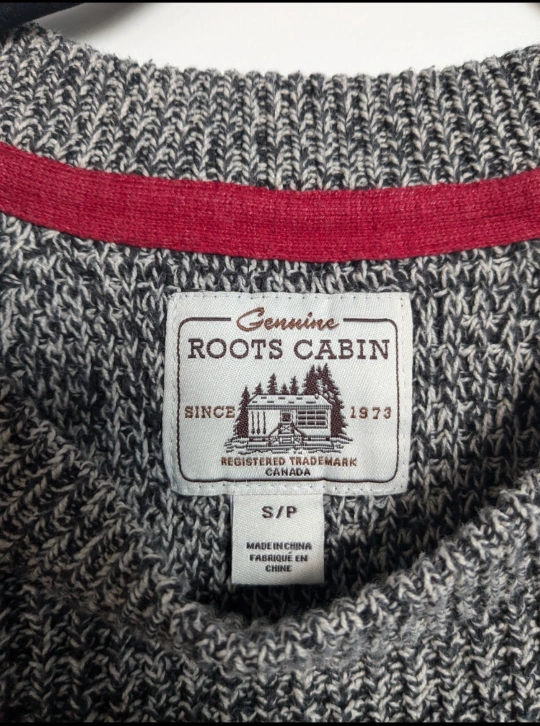 Genuine
ROOTS CABIN
SINCE 1973
REGISTERED TRADEMARK
CANADA
S/P
MADE IN CHINA
FABRIQUÉ EN
CHINE